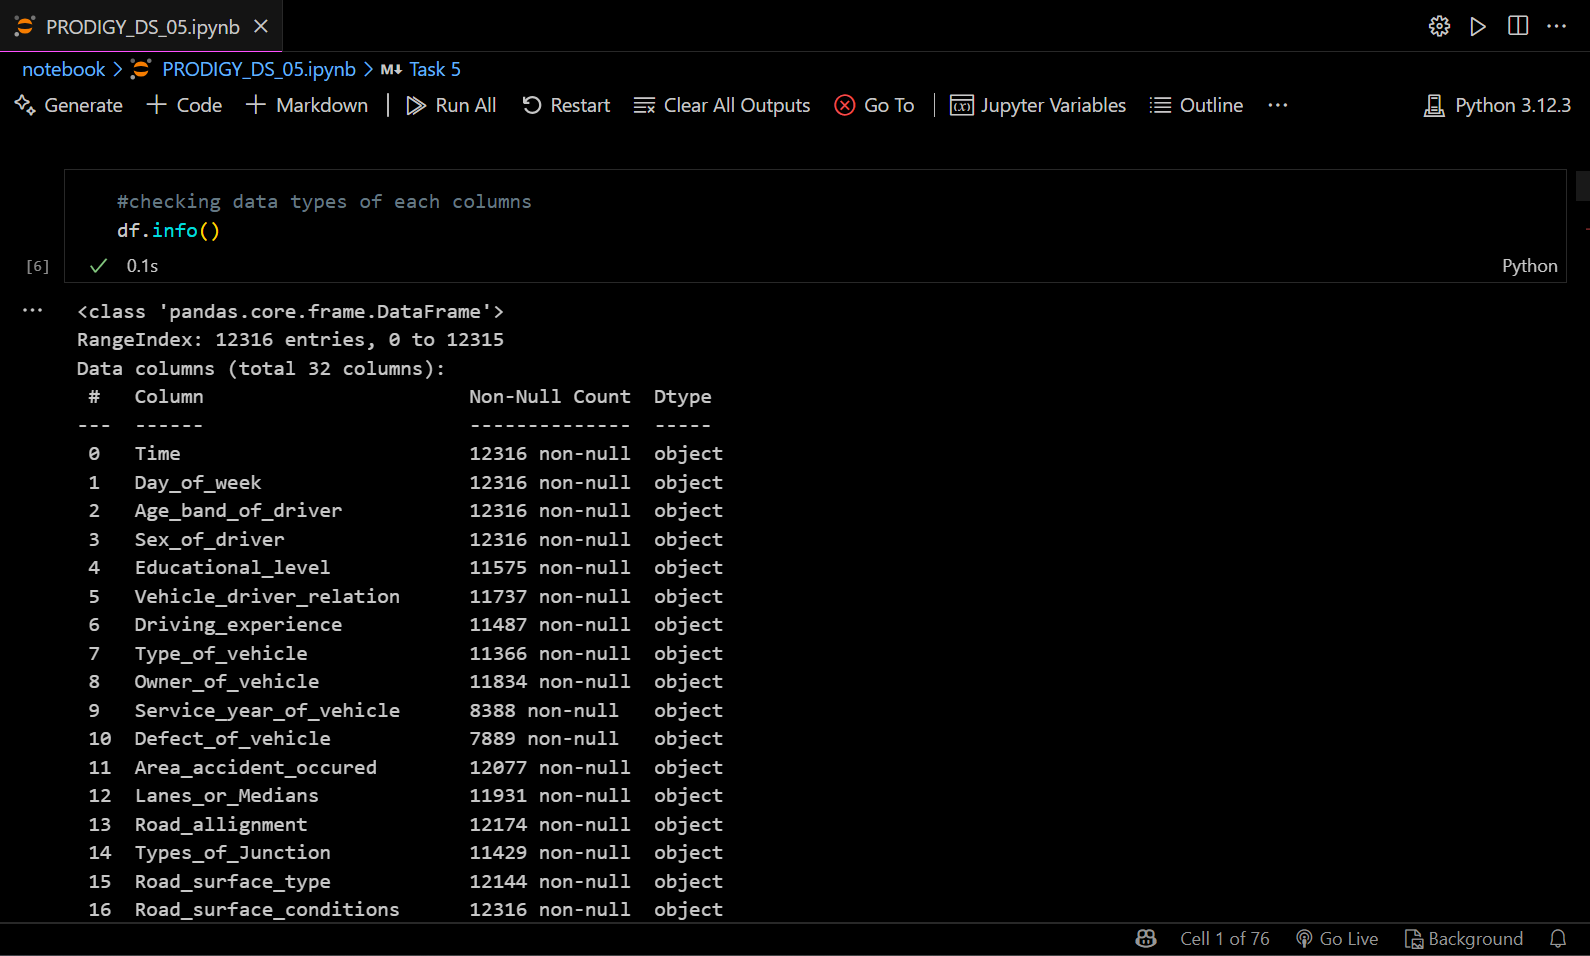 PRODIGY_DS_05.ipynb
notebook > PRODIGY_DS_05.ipynb > M↓ Task 5
Generate + Code + Markdown | Run All Restart Clear All Outputs Go To | Jupyter Variables Outline ... Python 3.12.3
#checking data types of each columns
df.info()
[6] 0.1s Python
... <class 'pandas.core.frame.DataFrame'>
RangeIndex: 12316 entries, 0 to 12315
Data columns (total 32 columns):
 #   Column                       Non-Null Count  Dtype
---  ------                       --------------  -----
 0   Time                         12316 non-null  object
 1   Day_of_week                  12316 non-null  object
 2   Age_band_of_driver           12316 non-null  object
 3   Sex_of_driver                12316 non-null  object
 4   Educational_level            11575 non-null  object
 5   Vehicle_driver_relation      11737 non-null  object
 6   Driving_experience           11487 non-null  object
 7   Type_of_vehicle              11366 non-null  object
 8   Owner_of_vehicle             11834 non-null  object
 9   Service_year_of_vehicle      8388 non-null   object
 10  Defect_of_vehicle            7889 non-null   object
 11  Area_accident_occured        12077 non-null  object
 12  Lanes_or_Medians             11931 non-null  object
 13  Road_allignment              12174 non-null  object
 14  Types_of_Junction            11429 non-null  object
 15  Road_surface_type            12144 non-null  object
 16  Road_surface_conditions      12316 non-null  object
Cell 1 of 76 Go Live Background